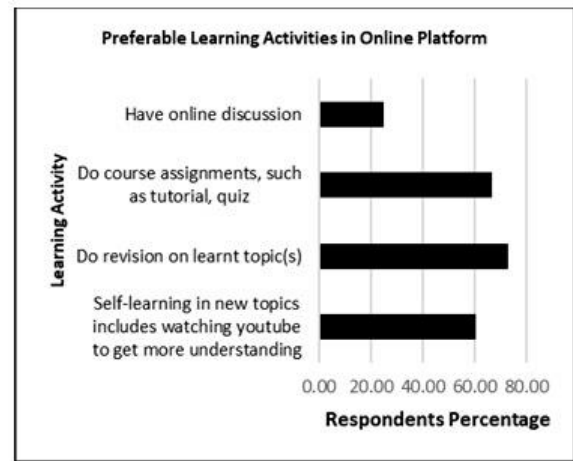 Preferable Learning Activities in Online Platform
Learning Activity
Have online discussion
Do course assignments, such
as tutorial, quiz
Do revision on learnt topic(s)
Self-learning in new topics
includes watching youtube
to get more understanding
0.00 20.00 40.00 60.00 80.00
Respondents Percentage